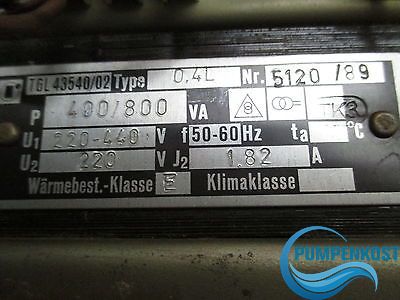 TGL 43540/02 Type 0.4L Nr. 5120 /89
P 400/800 VA
U1 220-440 V f 50-60 Hz ta °C
U2 220 V J2 1.82 A
Wärmebest.-Klasse E Klimaklasse
PUMPENKOST